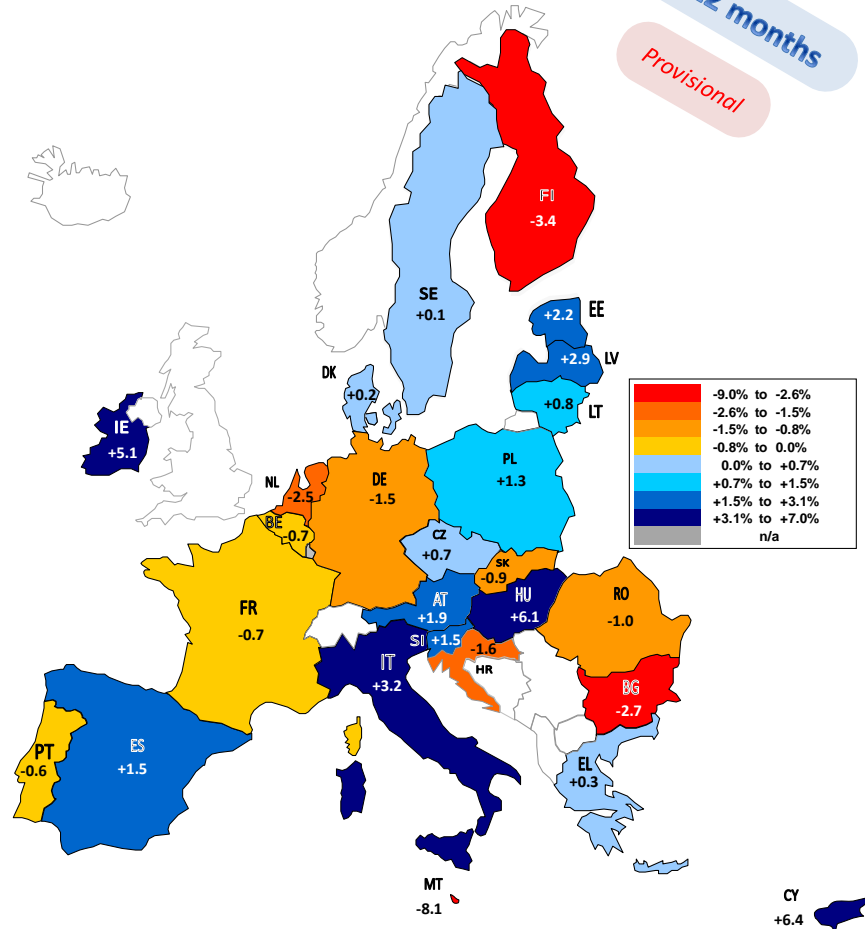 months
Provisional
FI
-3.4
SE
+0.1
+2.2
EE
+2.9
LV
DK
+0.2
+0.8
LT
-9.0% to -2.6%
-2.6% to -1.5%
-1.5% to -0.8%
-0.8% to 0.0%
0.0% to +0.7%
+0.7% to +1.5%
+1.5% to +3.1%
+3.1% to +7.0%
n/a
IE
+5.1
PL
+1.3
NL
-2.5
DE
-1.5
BE
-0.7
CZ
+0.7
SK
-0.9
FR
-0.7
AT
+1.9
HU
+6.1
RO
-1.0
SI
+1.5
-1.6
HR
IT
+3.2
BG
-2.7
PT
-0.6
ES
+1.5
EL
+0.3
MT
-8.1
CY
+6.4